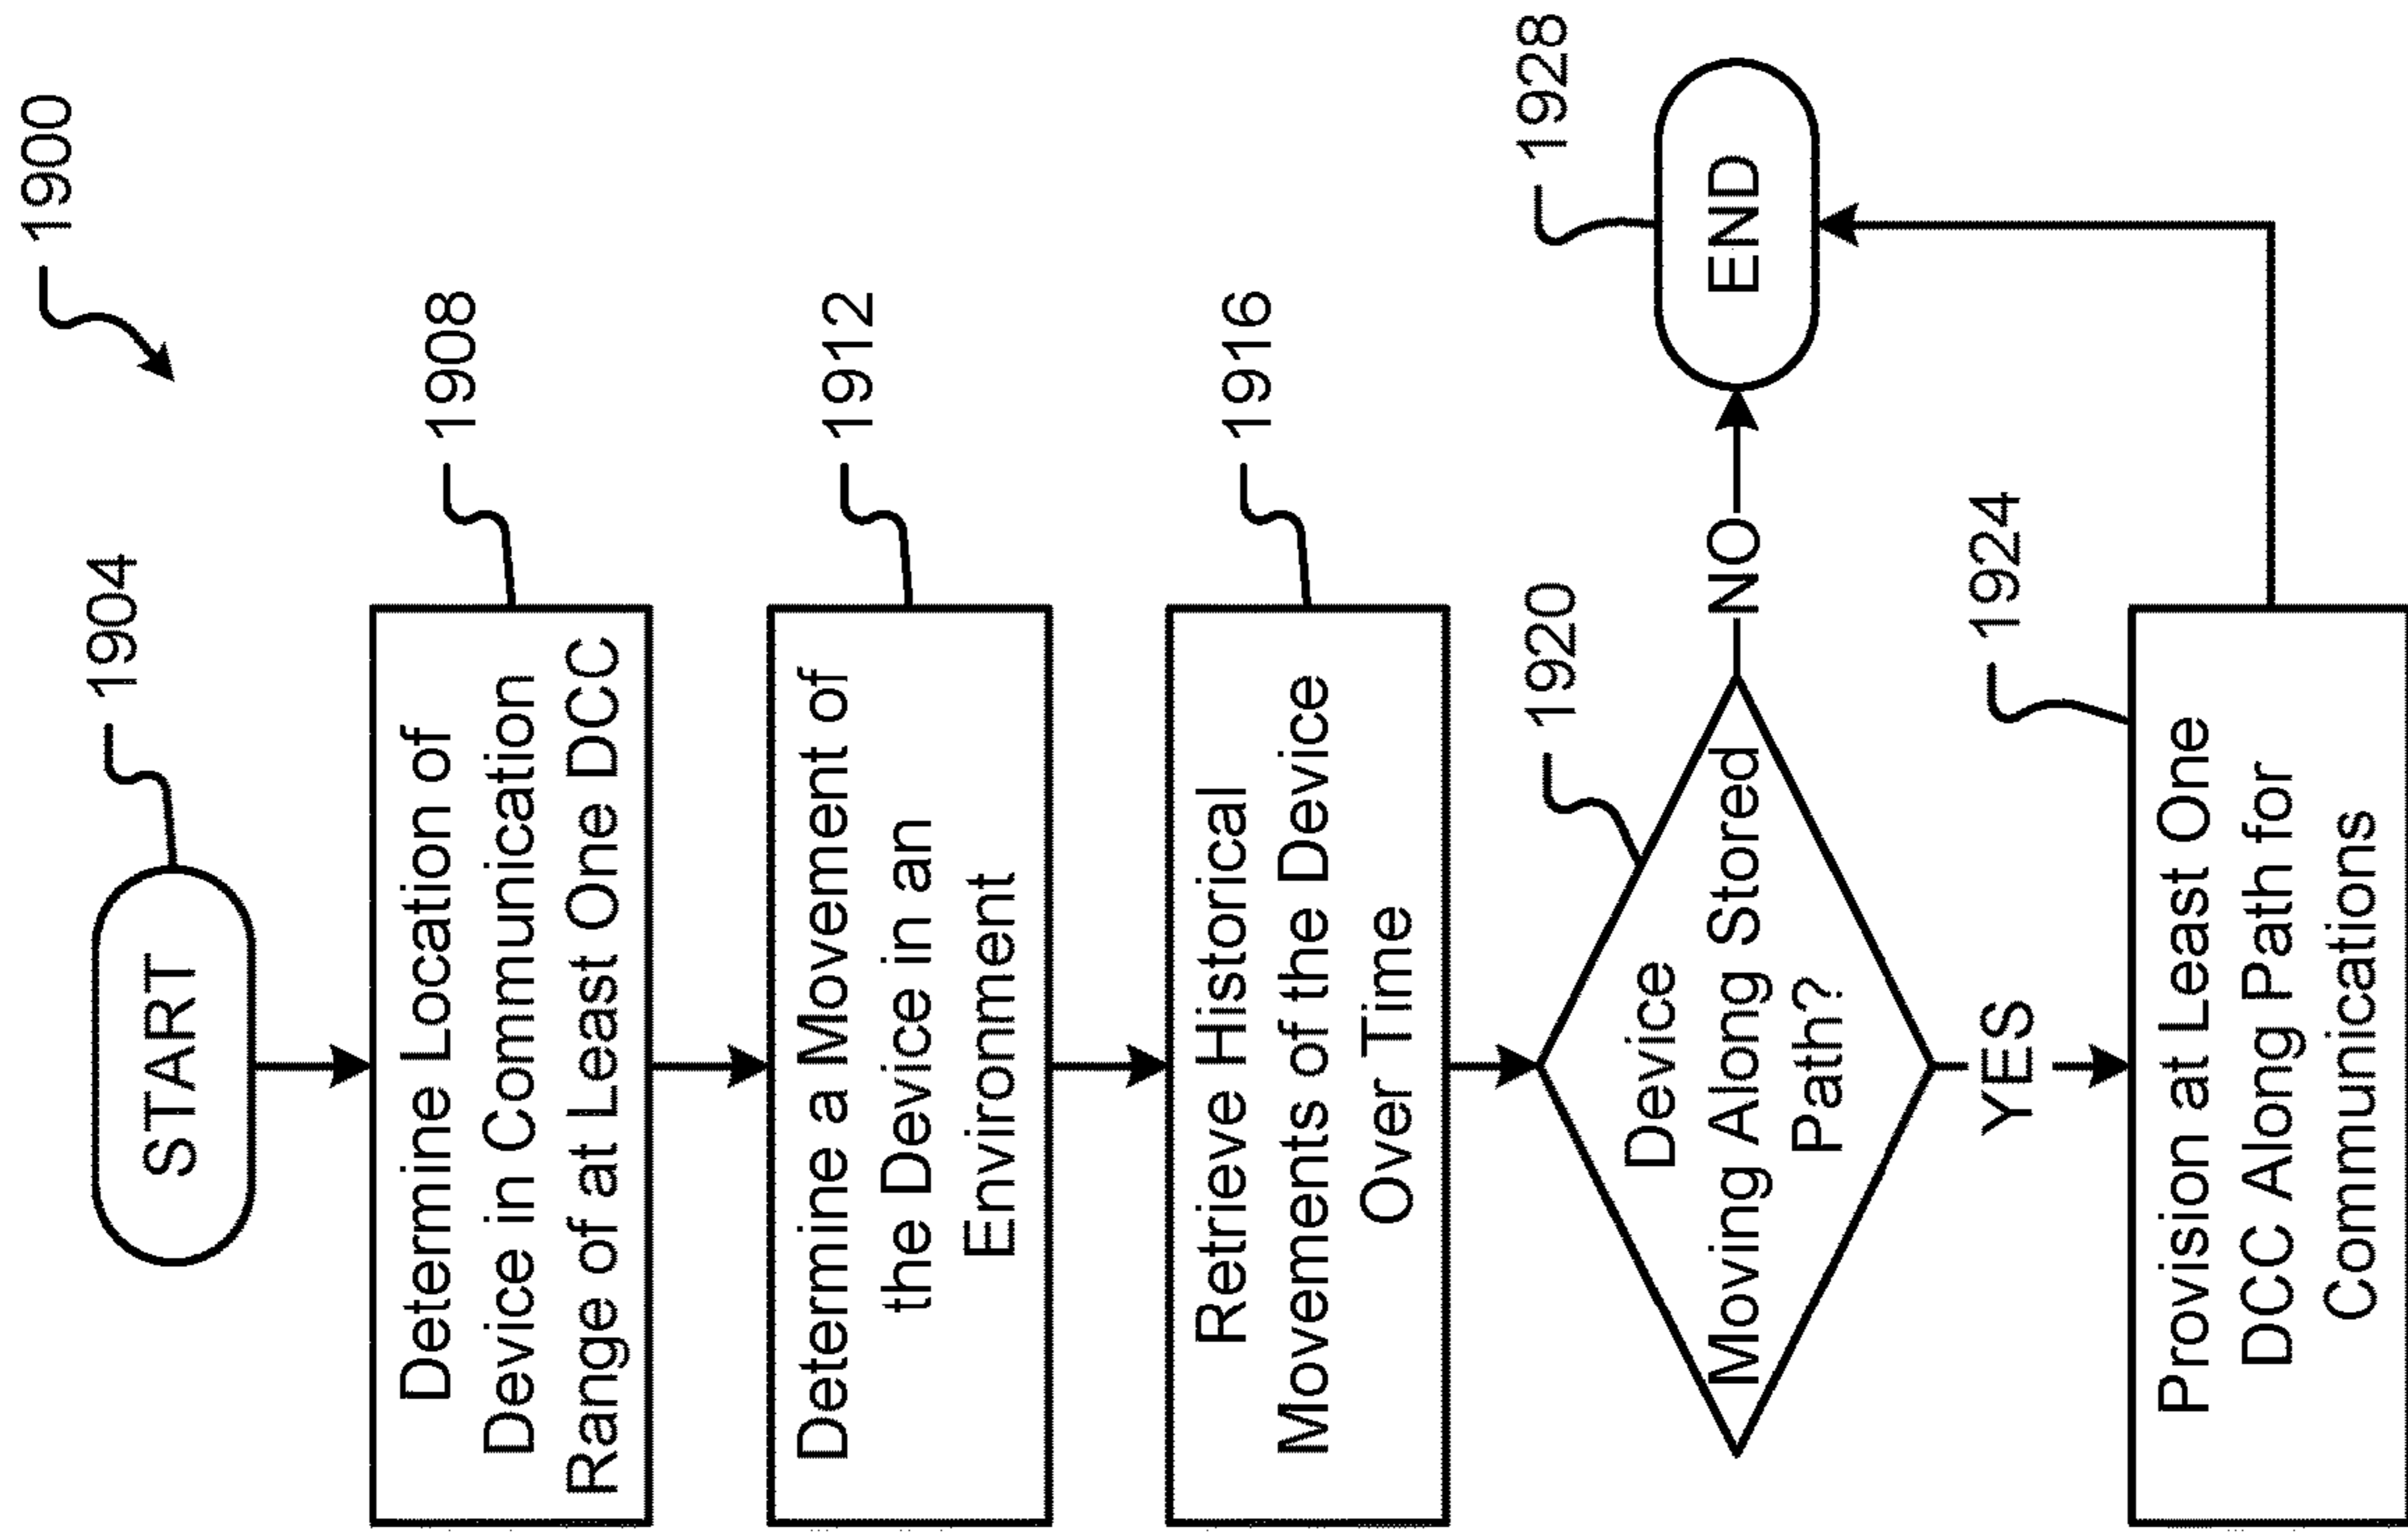 1900
START
1904
Determine Location of
Device in Communication
Range of at Least One DCC
1908
Determine a Movement of
the Device in an
Environment
1912
Retrieve Historical
Movements of the Device
Over Time
1916
Device
Moving Along Stored
Path?
1920
NO
END
1928
YES
Provision at Least One
DCC Along Path for
Communications
1924